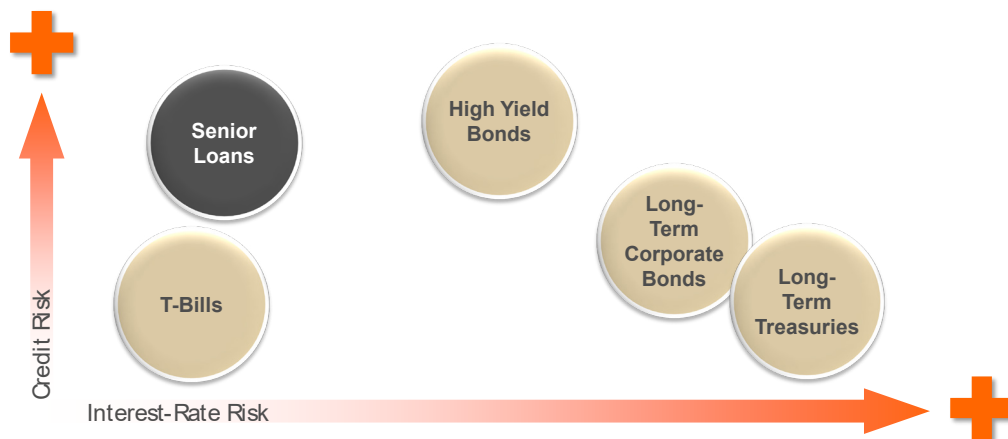 Senior
Loans
High Yield
Bonds
Long-
Term
Corporate
Bonds
T-Bills
Long-
Term
Treasuries
Credit Risk
Interest-Rate Risk